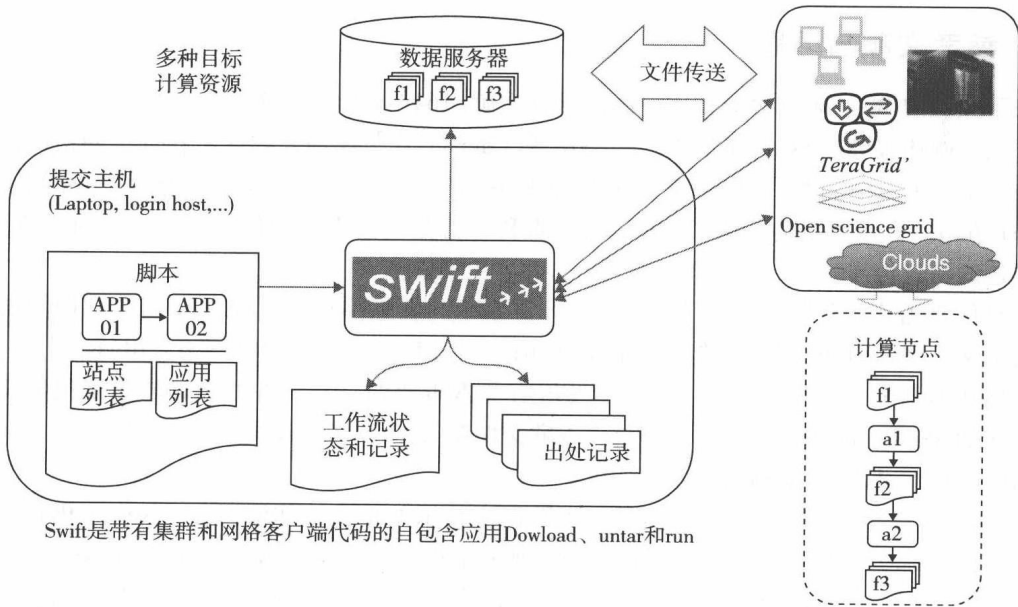 多种目标
计算资源
数据服务器
f1 f2 f3
文件传送
TeraGrid'
Open science grid
Clouds
提交主机
(Laptop, login host,...)
脚本
APP
01
APP
02
站点
列表
应用
列表
swift
工作流状
态和记录
出处记录
计算节点
f1
a1
f2
a2
f3
Swift是带有集群和网格客户端代码的自包含应用Dowload、untar和run